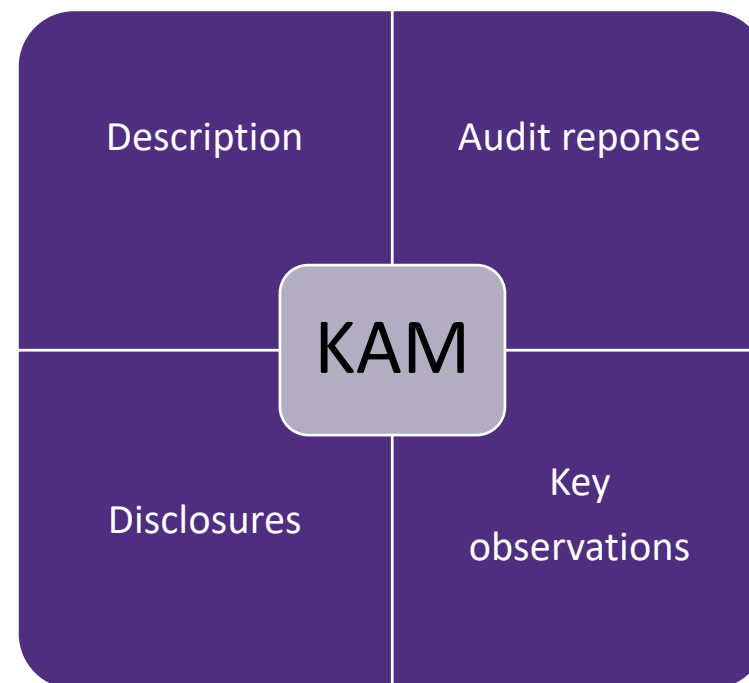 Description
Audit reponse
KAM
Disclosures
Key
observations